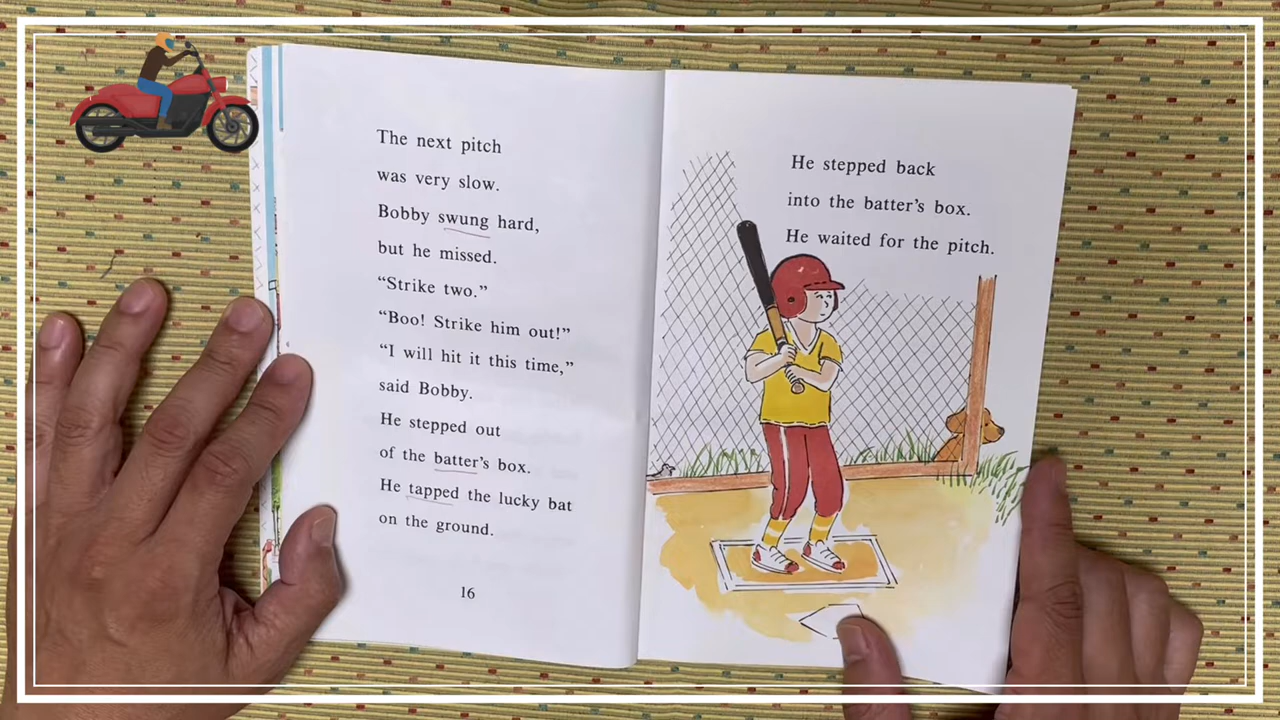 The next pitch
was very slow.
Bobby swung hard,
but he missed.
“Strike two.”
“Boo! Strike him out!”
“I will hit it this time,”
said Bobby.
He stepped out
of the batter’s box.
He tapped the lucky bat
on the ground.
16
He stepped back
into the batter’s box.
He waited for the pitch.